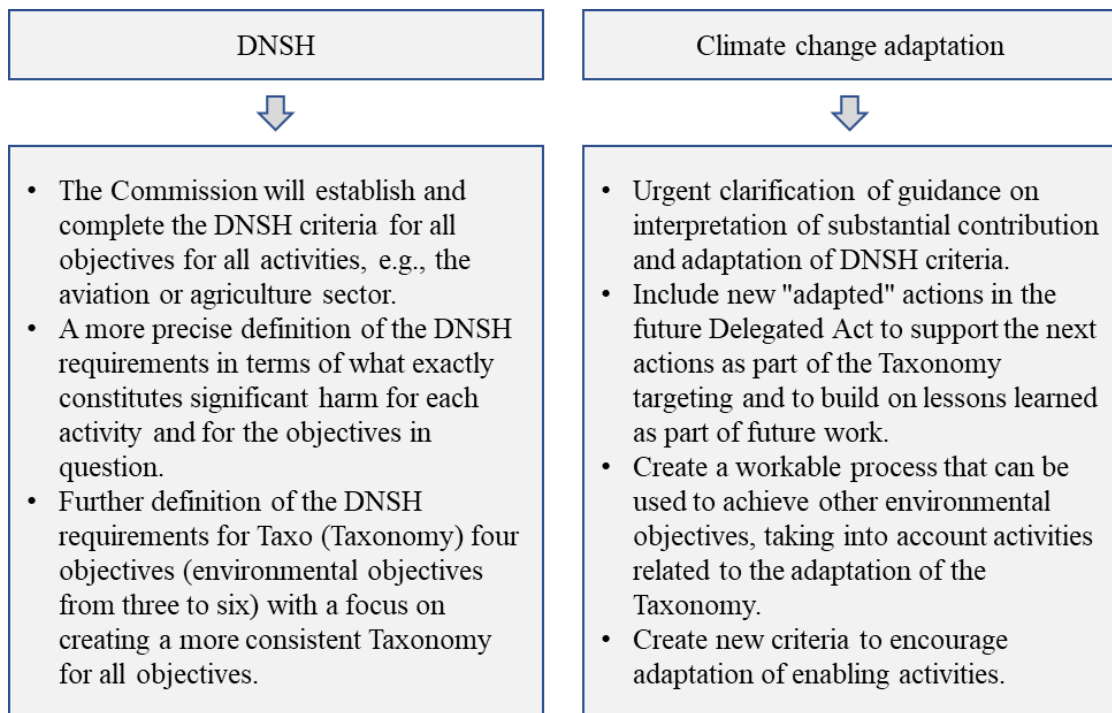 DNSH
• The Commission will establish and
complete the DNSH criteria for all
objectives for all activities, e.g., the
aviation or agriculture sector.
• A more precise definition of the DNSH
requirements in terms of what exactly
constitutes significant harm for each
activity and for the objectives in
question.
• Further definition of the DNSH
requirements for Taxo (Taxonomy) four
objectives (environmental objectives
from three to six) with a focus on
creating a more consistent Taxonomy
for all objectives.
Climate change adaptation
• Urgent clarification of guidance on
interpretation of substantial contribution
and adaptation of DNSH criteria.
• Include new "adapted" actions in the
future Delegated Act to support the next
actions as part of the Taxonomy
targeting and to build on lessons learned
as part of future work.
• Create a workable process that can be
used to achieve other environmental
objectives, taking into account activities
related to the adaptation of the
Taxonomy.
• Create new criteria to encourage
adaptation of enabling activities.